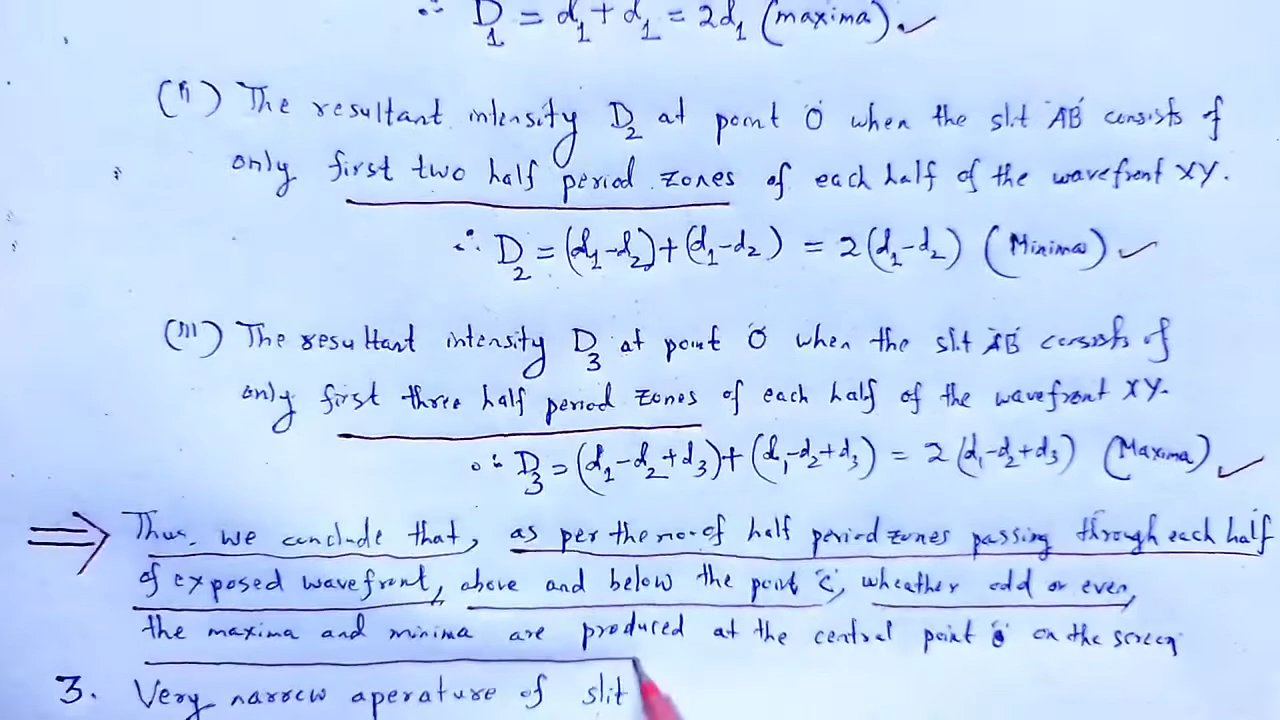 ∴ D₁ = d₁ + d₁ = 2d₁ (maxima).
(ii) The resultant intensity D₂ at point 'O' when the slit 'AB' consists of
only first two half period zones of each half of the wavefront XY.
∴ D₂ = (d₁-d₂)+(d₁-d₂) = 2(d₁-d₂) (Minima)
(iii) The resultant intensity D₃ at point 'O' when the slit 'AB' consists of
only first three half period zones of each half of the wavefront XY.
∴ D₃ = (d₁-d₂+d₃)+(d₁-d₂+d₃) = 2(d₁-d₂+d₃) (Maxima)
⇒ Thus, we conclude that, as per the no. of half period zones passing through each half
of exposed wavefront, above and below the point 'C', wheather odd or even,
the maxima and minima are produced at the central point 'O' on the screen
3. Very narrow aperature of slit